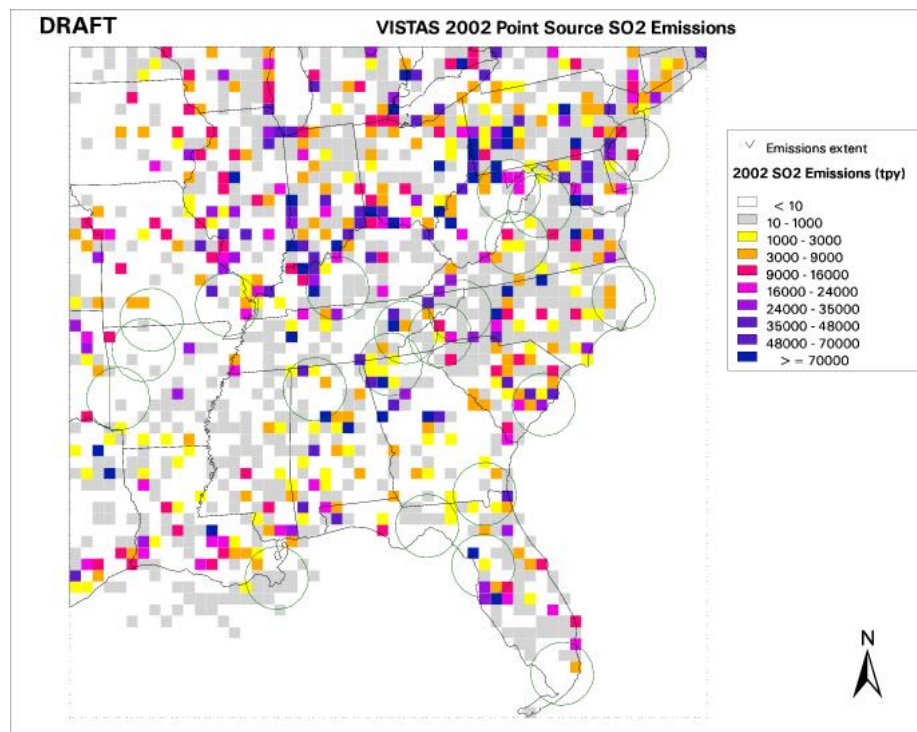 DRAFT
VISTAS 2002 Point Source SO2 Emissions
Emissions extent
2002 SO2 Emissions (tpy)
< 10
10 - 1000
1000 - 3000
3000 - 9000
9000 - 16000
16000 - 24000
24000 - 35000
35000 - 48000
48000 - 70000
> = 70000
N